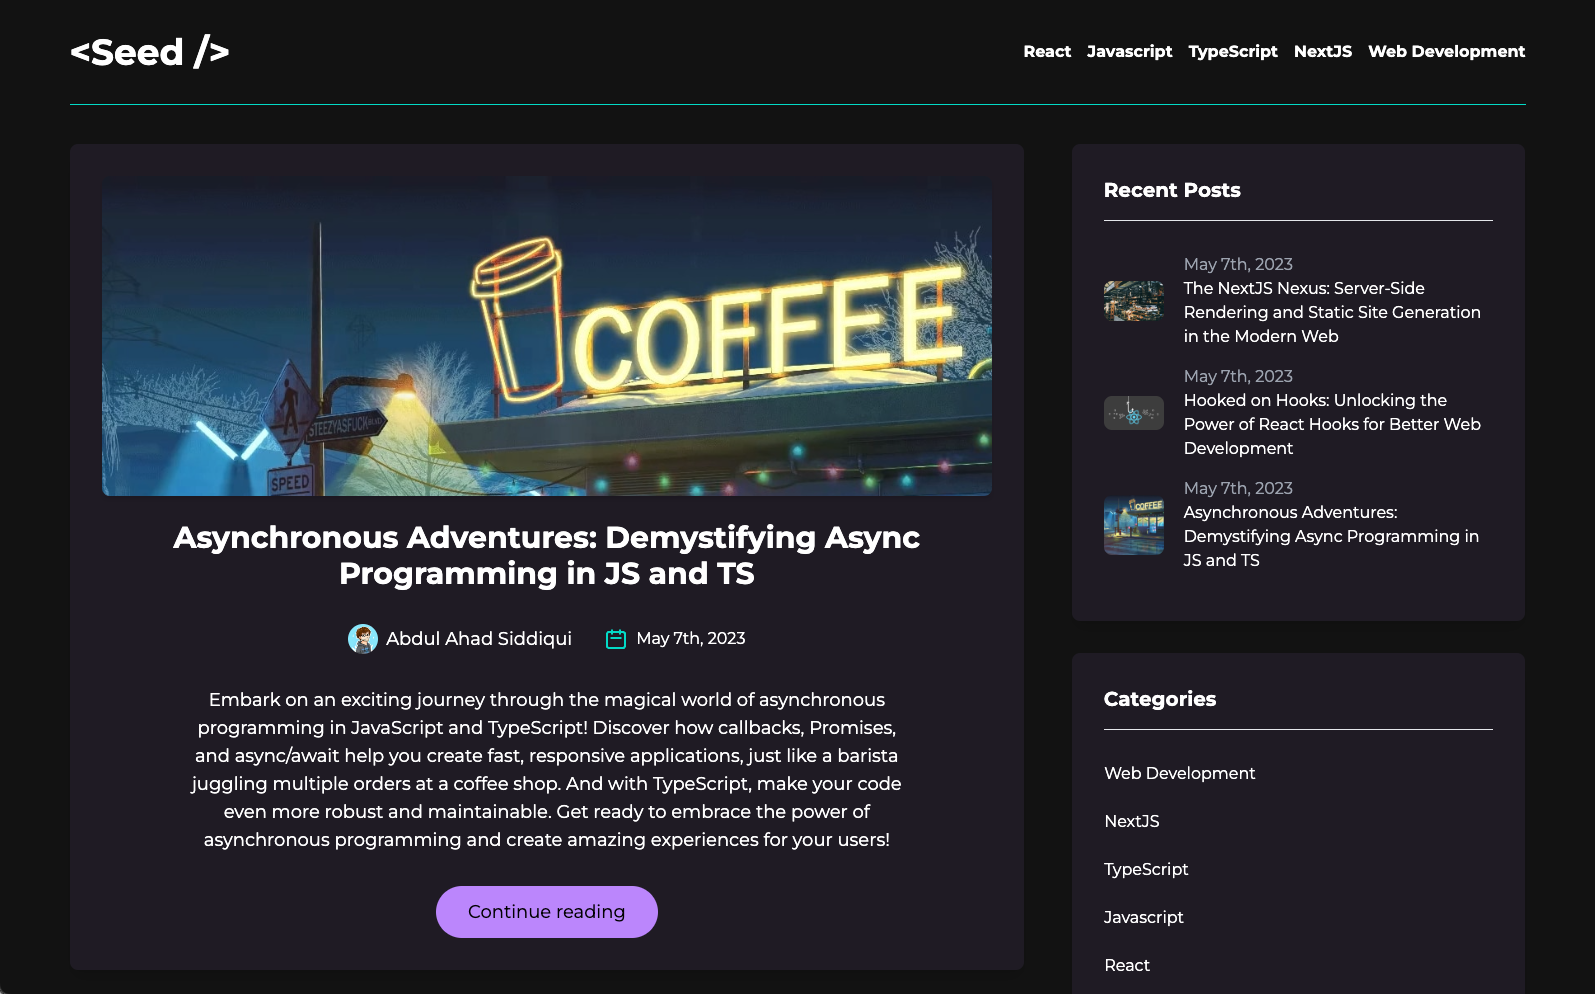 <Seed />
React Javascript TypeScript NextJS Web Development
COFFEE
STEEZYASFUCK BLVD
SPEED
Asynchronous Adventures: Demystifying Async
Programming in JS and TS
Abdul Ahad Siddiqui May 7th, 2023
Embark on an exciting journey through the magical world of asynchronous
programming in JavaScript and TypeScript! Discover how callbacks, Promises,
and async/await help you create fast, responsive applications, just like a barista
juggling multiple orders at a coffee shop. And with TypeScript, make your code
even more robust and maintainable. Get ready to embrace the power of
asynchronous programming and create amazing experiences for your users!
Continue reading
Recent Posts
May 7th, 2023
The NextJS Nexus: Server-Side
Rendering and Static Site Generation
in the Modern Web
May 7th, 2023
Hooked on Hooks: Unlocking the
Power of React Hooks for Better Web
Development
COFFEE
May 7th, 2023
Asynchronous Adventures:
Demystifying Async Programming in
JS and TS
Categories
Web Development
NextJS
TypeScript
Javascript
React